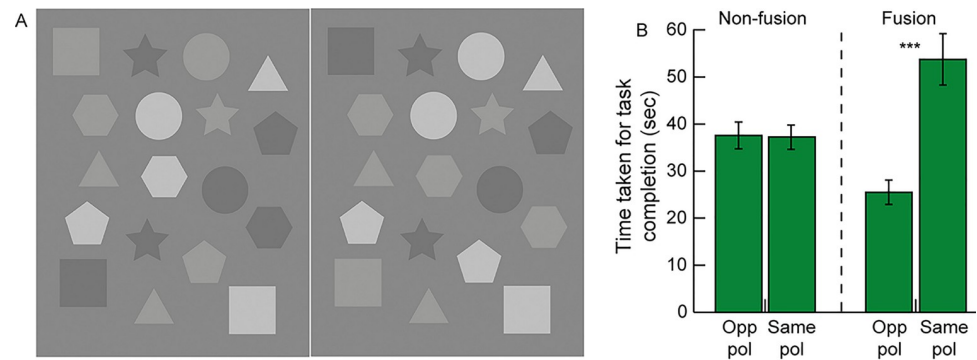 A
B
Non-fusion
Fusion
Time taken for task
completion (sec)
60
50
40
30
20
10
0
***
Opp
pol
Same
pol
Opp
pol
Same
pol